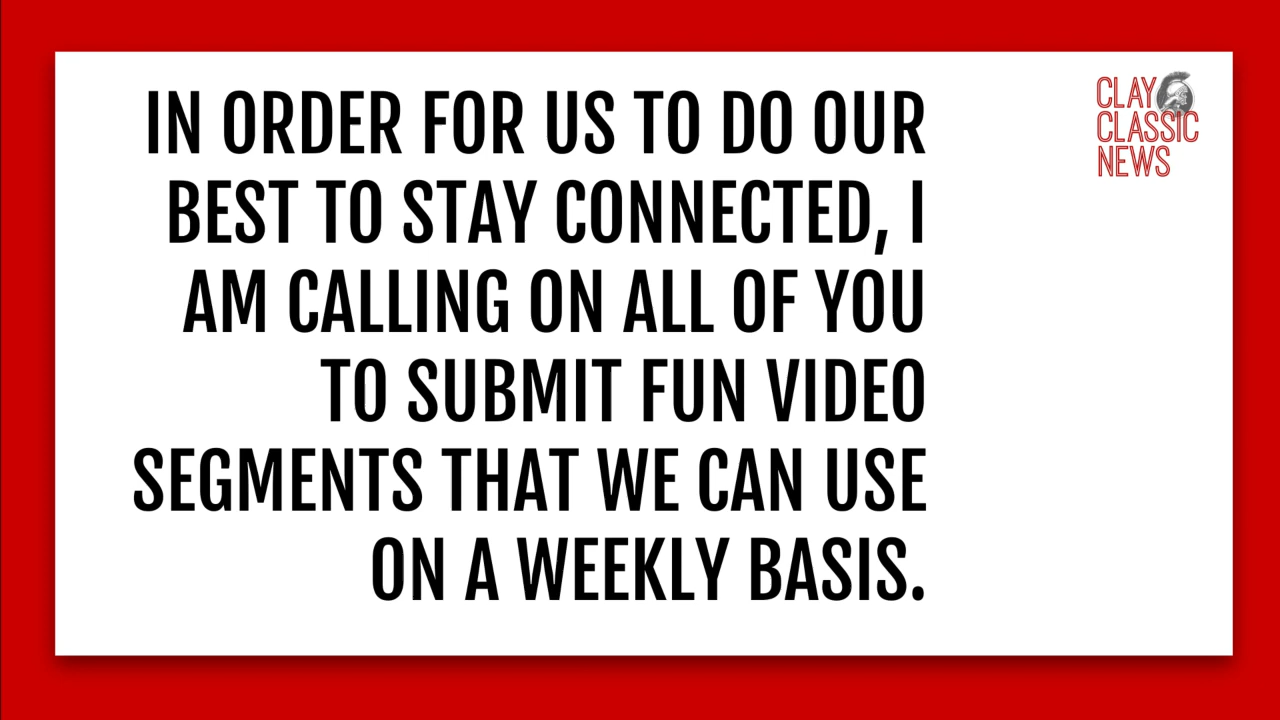 IN ORDER FOR US TO DO OUR
BEST TO STAY CONNECTED, I
AM CALLING ON ALL OF YOU
TO SUBMIT FUN VIDEO
SEGMENTS THAT WE CAN USE
ON A WEEKLY BASIS.
CLAY
CLASSIC
NEWS